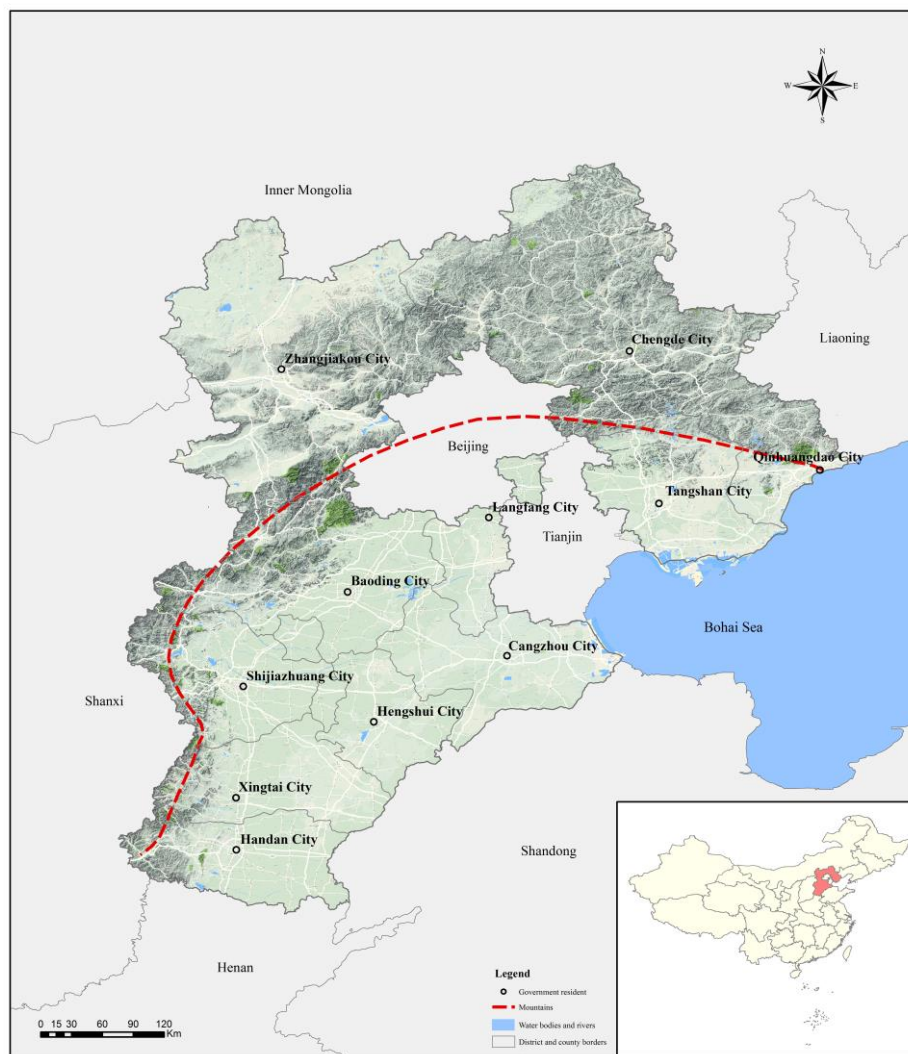 N
W E
S
Inner Mongolia
Liaoning
Chengde City
Zhangjiakou City
Beijing
Qinhuangdao City
Tangshan City
Langfang City
Tianjin
Baoding City
Bohai Sea
Cangzhou City
Shijiazhuang City
Shanxi
Hengshui City
Xingtai City
Handan City
Shandong
Henan
Legend
Government resident
Mountains
Water bodies and rivers
District and county borders
0 15 30 60 90 120
Km